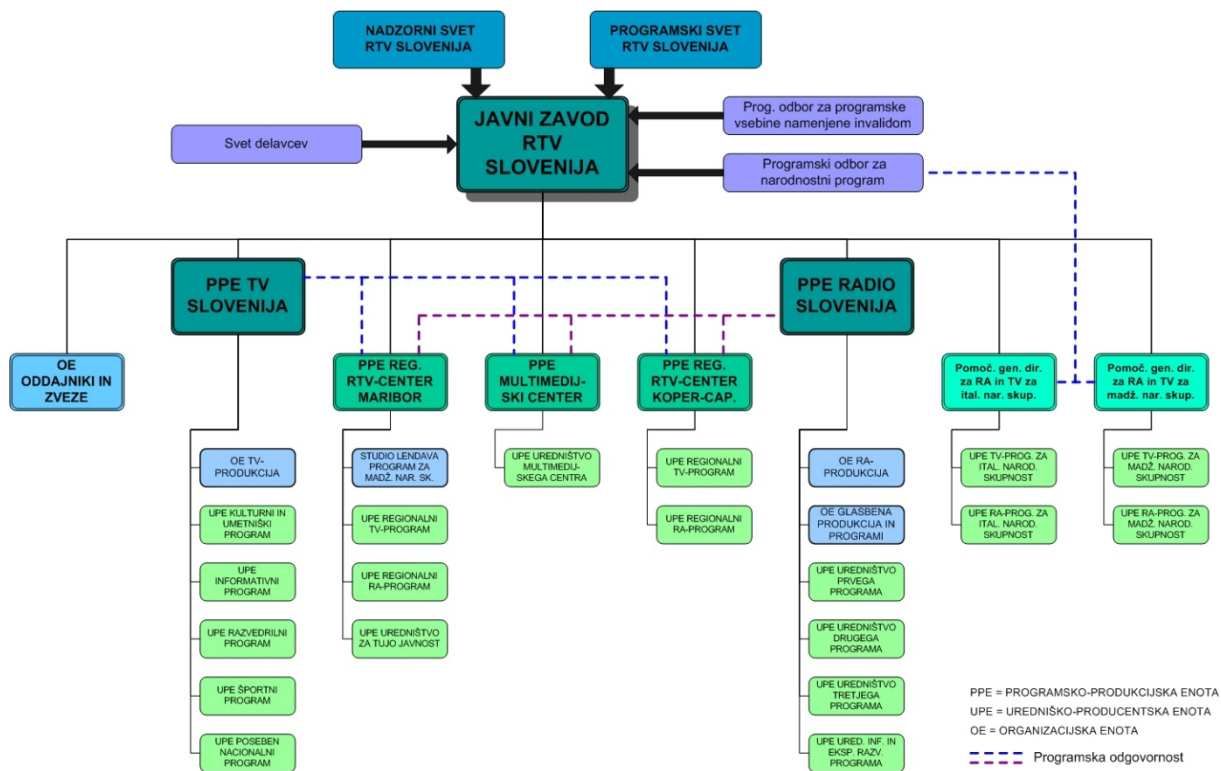 NADZORNI SVET
RTV SLOVENIJA
PROGRAMSKI SVET
RTV SLOVENIJA
JAVNI ZAVOD
RTV
SLOVENIJA
Prog. odbor za programske
vsebine namenjene invalidom
Svet delavcev
Programski odbor za
narodnostni program
PPE TV
SLOVENIJA
PPE RADIO
SLOVENIJA
OE
ODDAJNIKI IN
ZVEZE
PPE REG.
RTV-CENTER
MARIBOR
PPE
MULTIMEDIJ-
SKI CENTER
PPE REG.
RTV-CENTER
KOPER-CAP.
Pomoč. gen. dir.
za RA in TV za
ital. nar. skup.
Pomoč. gen. dir.
za RA in TV za
madž. nar. skup.
OE TV-
PRODUKCIJA
UPE KULTURNI IN
UMETNIŠKI
PROGRAM
UPE
INFORMATIVNI
PROGRAM
UPE RAZVEDRILNI
PROGRAM
UPE ŠPORTNI
PROGRAM
UPE POSEBEN
NACIONALNI
PROGRAM
STUDIO LENDAVA
PROGRAM ZA
MADŽ. NAR. SK.
UPE REGIONALNI
TV-PROGRAM
UPE REGIONALNI
RA-PROGRAM
UPE UREDNIŠTVO
ZA TUJO JAVNOST
UPE UREDNIŠTVO
MULTIMEDIJ-
SKEGA CENTRA
UPE REGIONALNI
TV-PROGRAM
UPE REGIONALNI
RA-PROGRAM
OE RA-
PRODUKCIJA
OE GLASBENA
PRODUKCIJA IN
PROGRAMI
UPE UREDNIŠTVO
PRVEGA
PROGRAMA
UPE UREDNIŠTVO
DRUGEGA
PROGRAMA
UPE UREDNIŠTVO
TRETJEGA
PROGRAMA
UPE URED. INF. IN
EKSP. RAZV.
PROGRAMA
UPE TV-PROG. ZA
ITAL. NAROD.
SKUPNOST
UPE RA-PROG. ZA
ITAL. NAROD.
SKUPNOST
UPE TV-PROG. ZA
MADŽ. NAROD.
SKUPNOST
UPE RA-PROG. ZA
MADŽ. NAROD.
SKUPNOST
PPE = PROGRAMSKO-PRODUKCIJSKA ENOTA
UPE = UREDNIŠKO-PRODUCENTSKA ENOTA
OE = ORGANIZACIJSKA ENOTA
Programska odgovornost